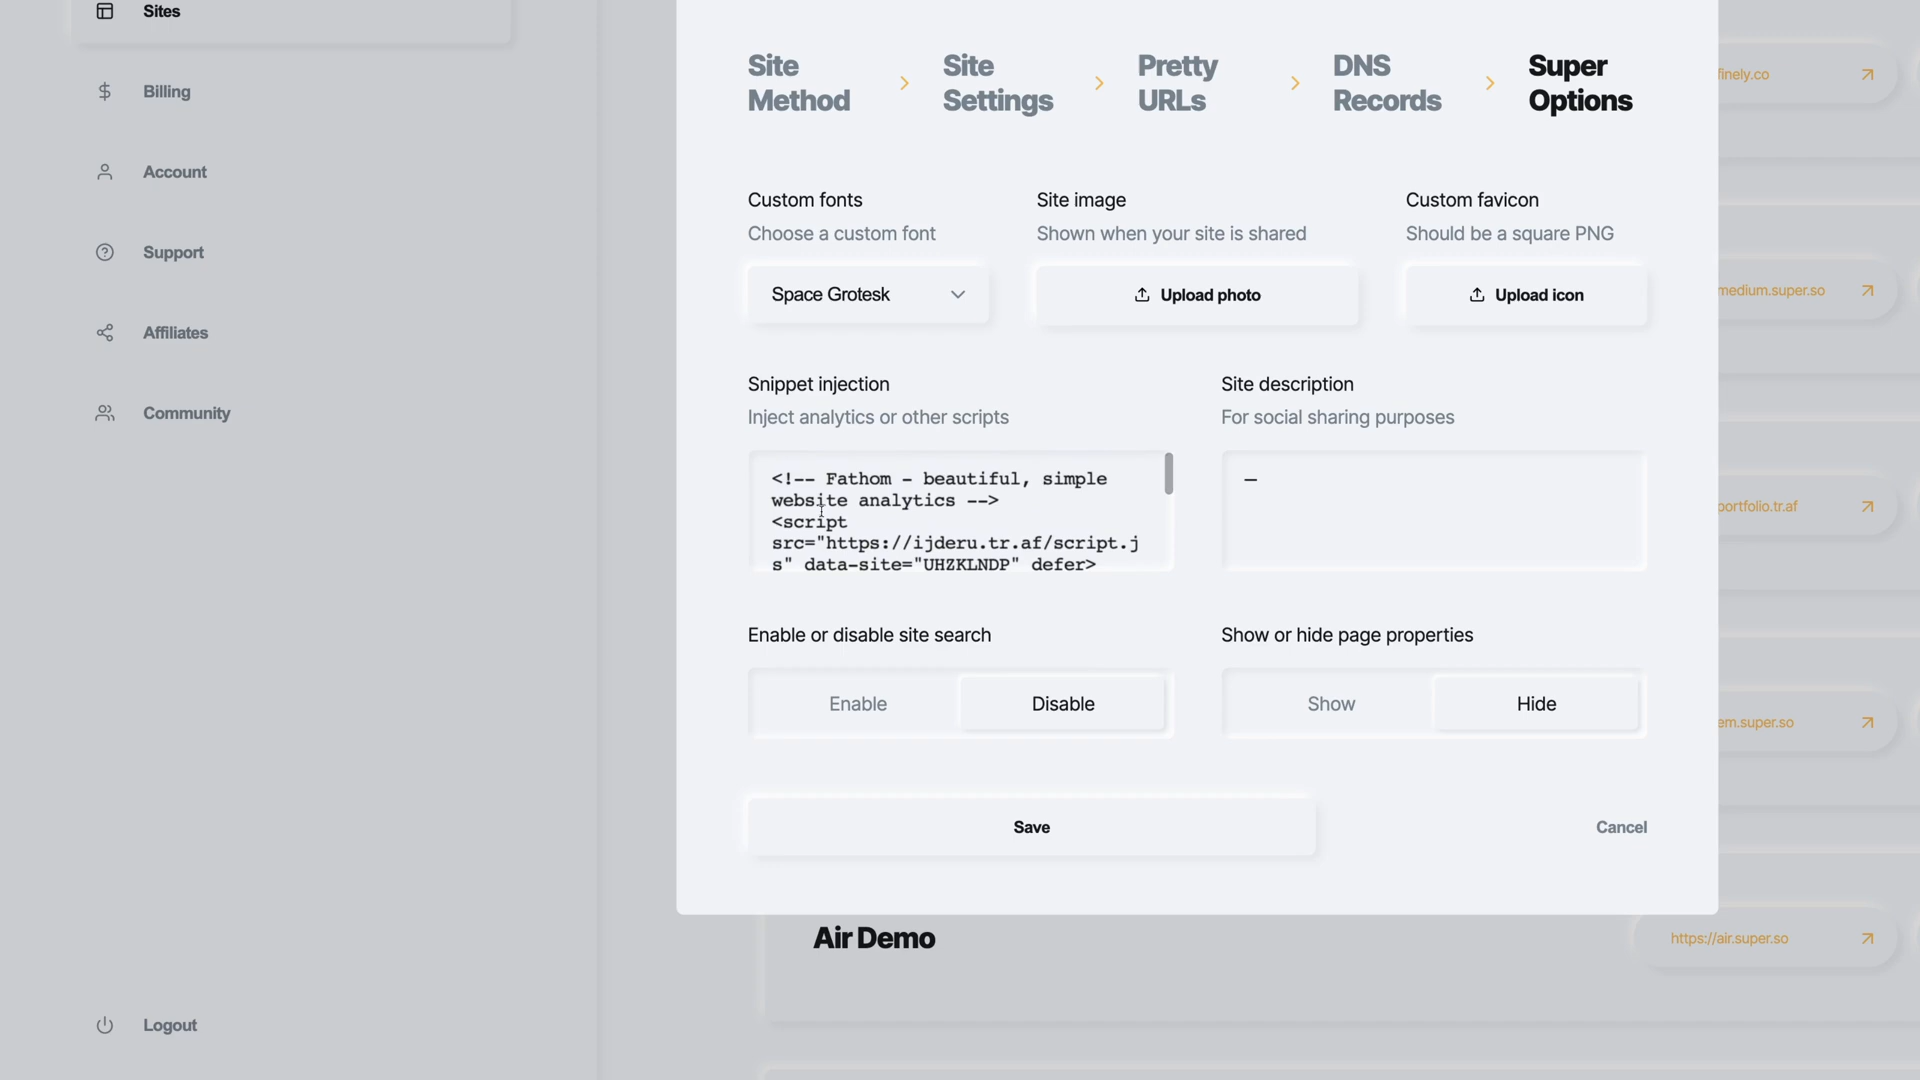 Sites
Billing
Account
Support
Affiliates
Community
Logout
Site
Method
Site
Settings
Pretty
URLs
DNS
Records
Super
Options
Custom fonts
Choose a custom font
Space Grotesk
Site image
Shown when your site is shared
Upload photo
Custom favicon
Should be a square PNG
Upload icon
Snippet injection
Inject analytics or other scripts
<!-- Fathom - beautiful, simple
website analytics -->
<script
src="https://ijderu.tr.af/script.j
s" data-site="UHZKLNDP" defer>
Site description
For social sharing purposes
—
Enable or disable site search
Enable
Disable
Show or hide page properties
Show
Hide
Save
Cancel
finely.co
medium.super.so
portfolio.tr.af
em.super.so
Air Demo
https://air.super.so